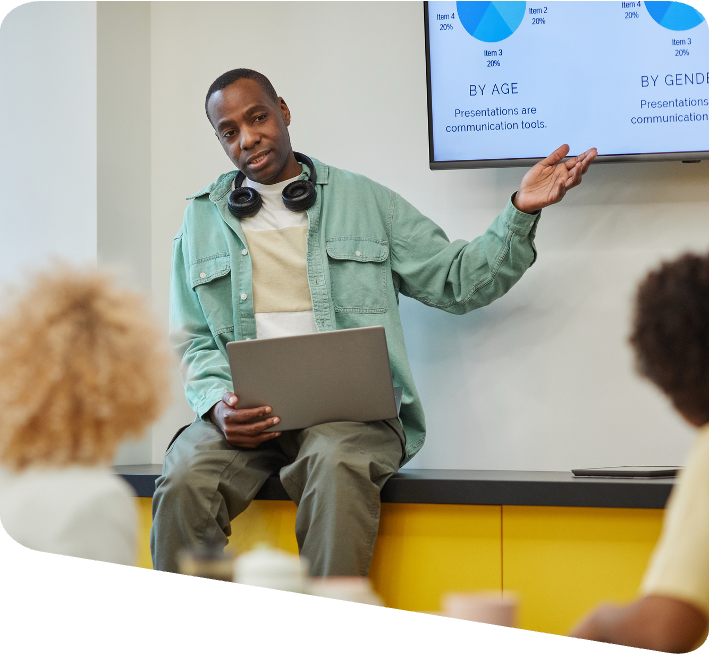 Item 4
20%
Item 2
20%
Item 3
20%
BY AGE
Presentations are
communication tools.
Item 4
20%
Item 3
20%
BY GENDE
Presentations
communication